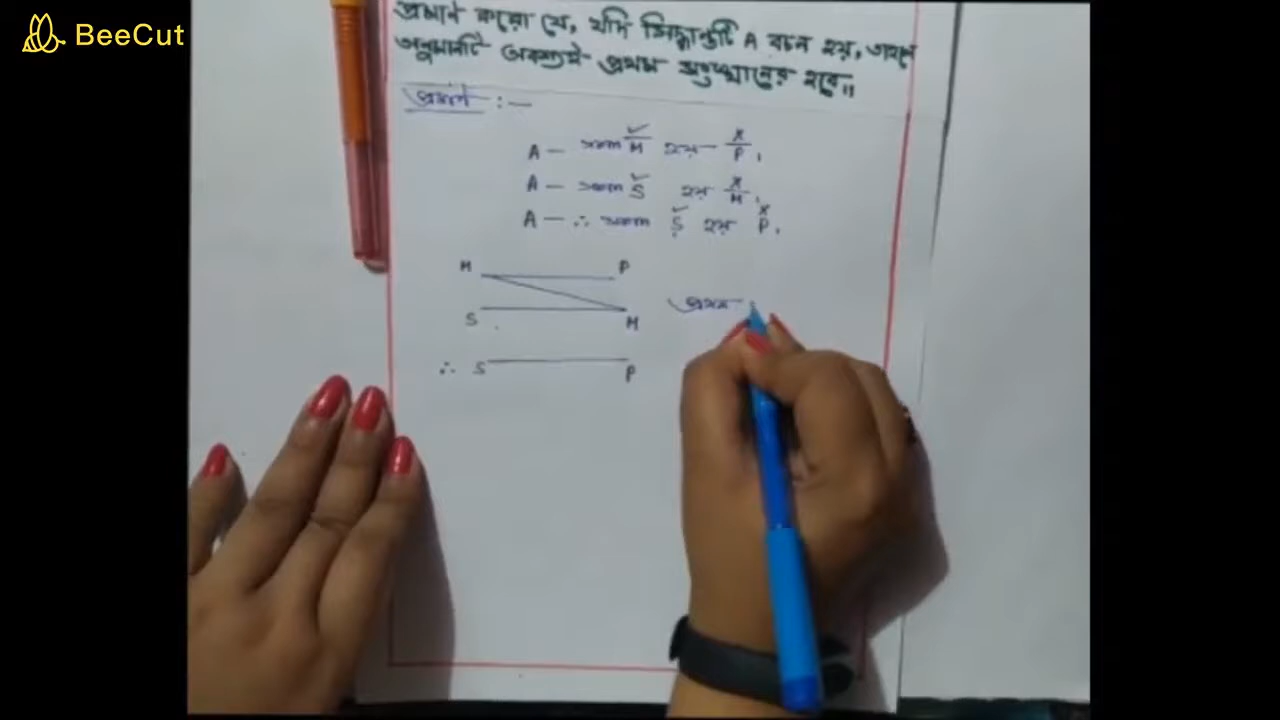 BeeCut
প্রমাণ করো যে, যদি সিদ্ধান্তটি A বচন হয়, তাহলে
অনুমানটি অবশ্যই প্রথম সংস্থানের হবে।।
প্রমাণ :—
A — সকল M হয় P,
A — সকল S হয় M,
A — ∴ সকল S হয় P,
M P
S M
প্রথম
∴ S P